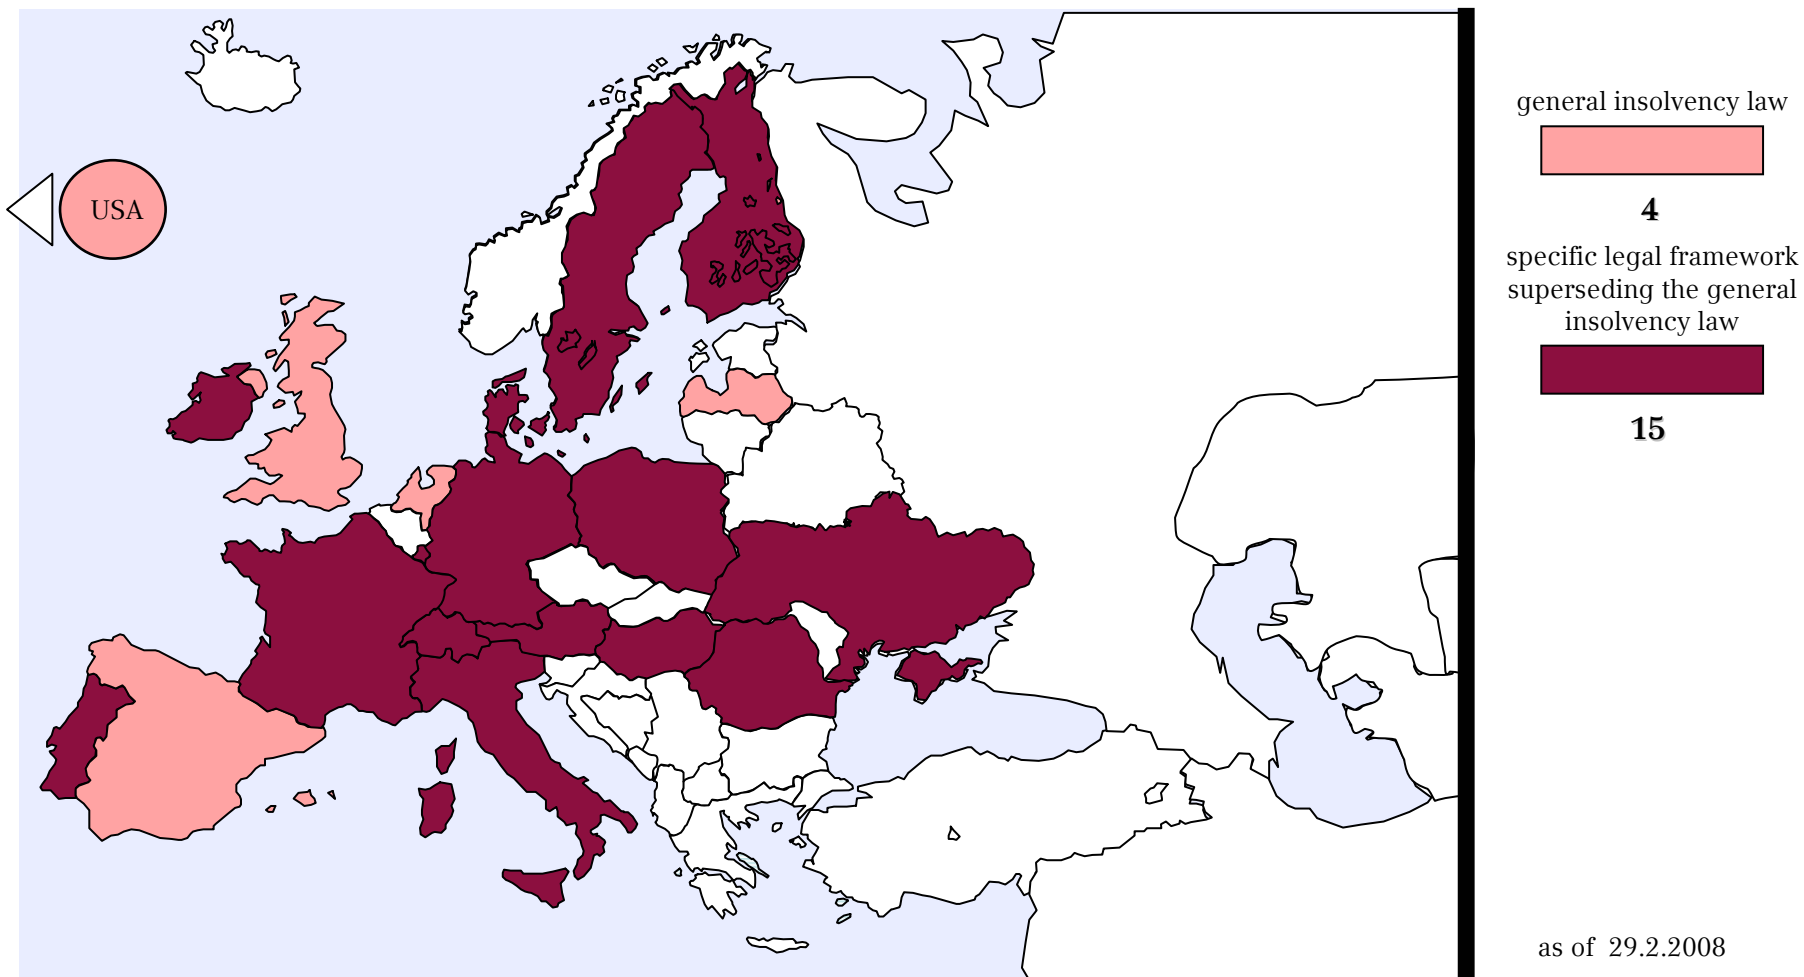 USA
general insolvency law
4
specific legal framework
superseding the general
insolvency law
15
as of 29.2.2008